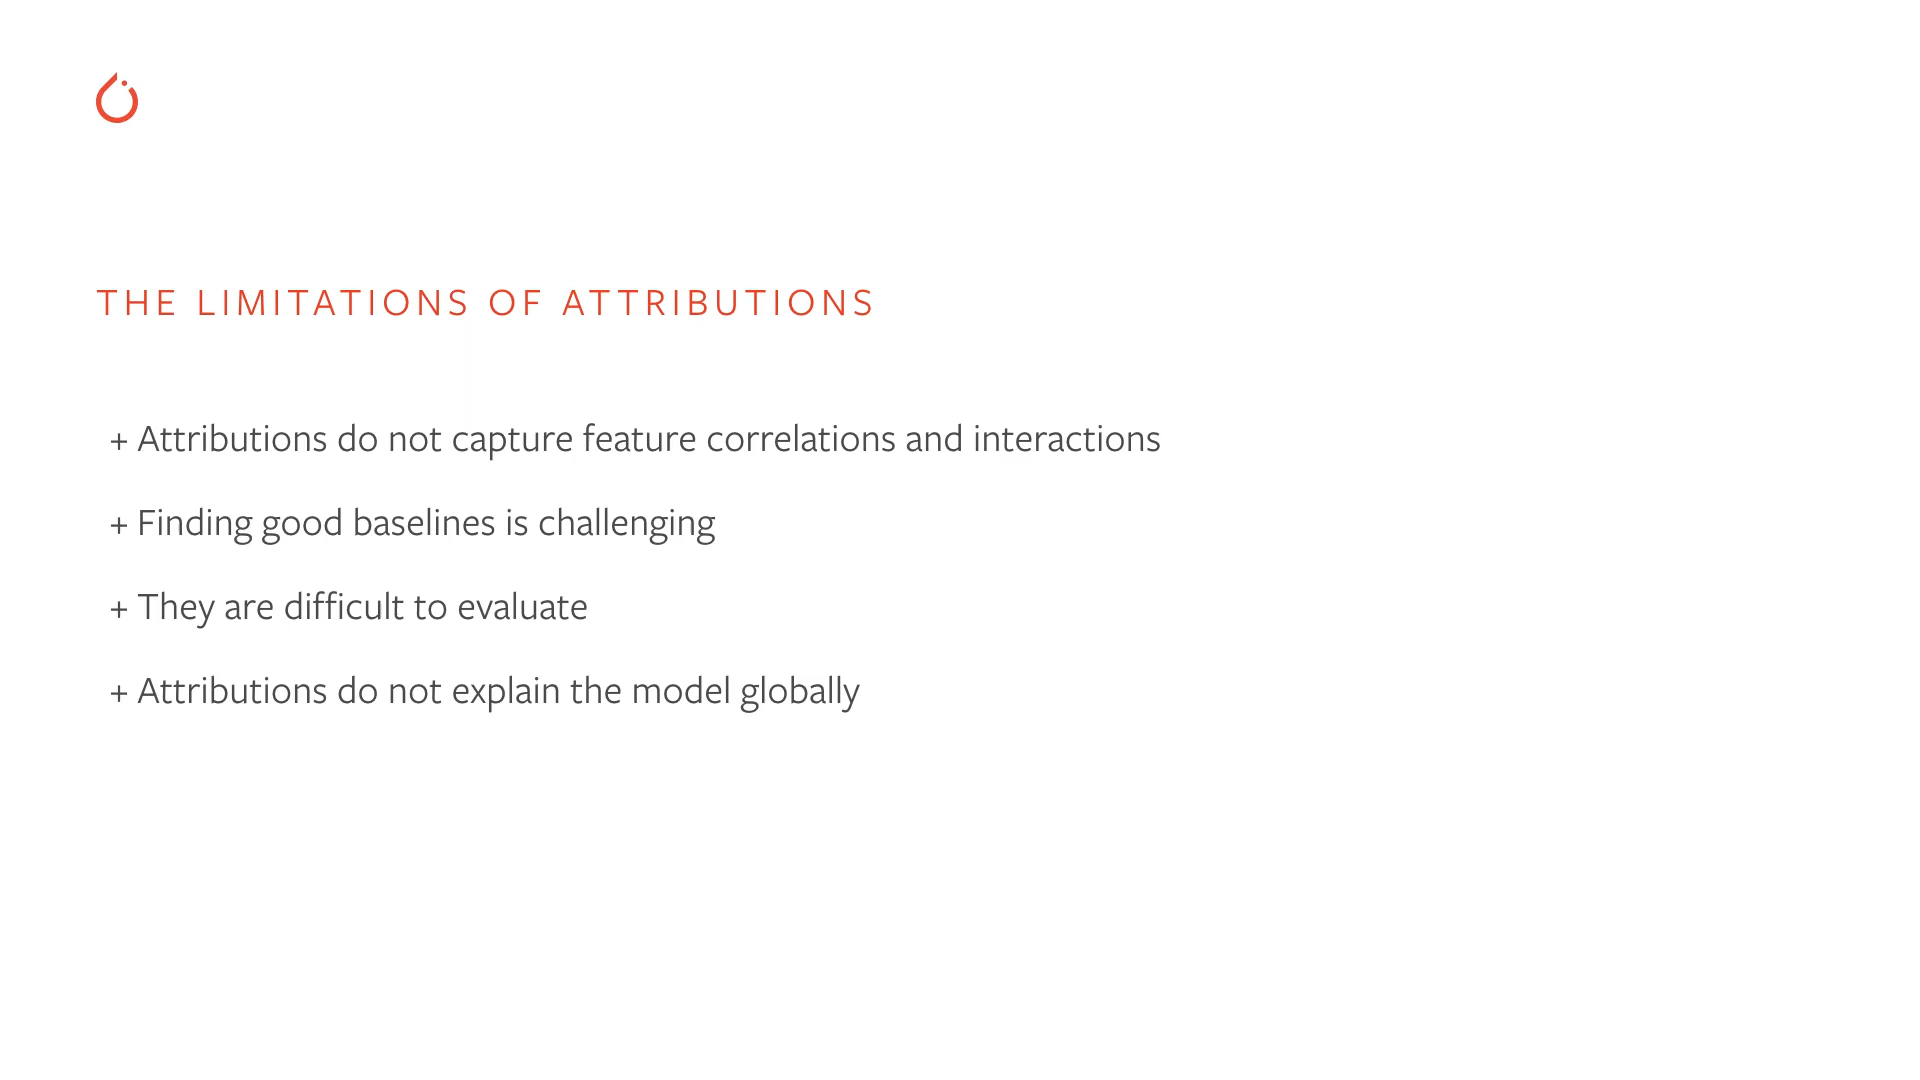 THE LIMITATIONS OF ATTRIBUTIONS
+ Attributions do not capture feature correlations and interactions
+ Finding good baselines is challenging
+ They are difficult to evaluate
+ Attributions do not explain the model globally